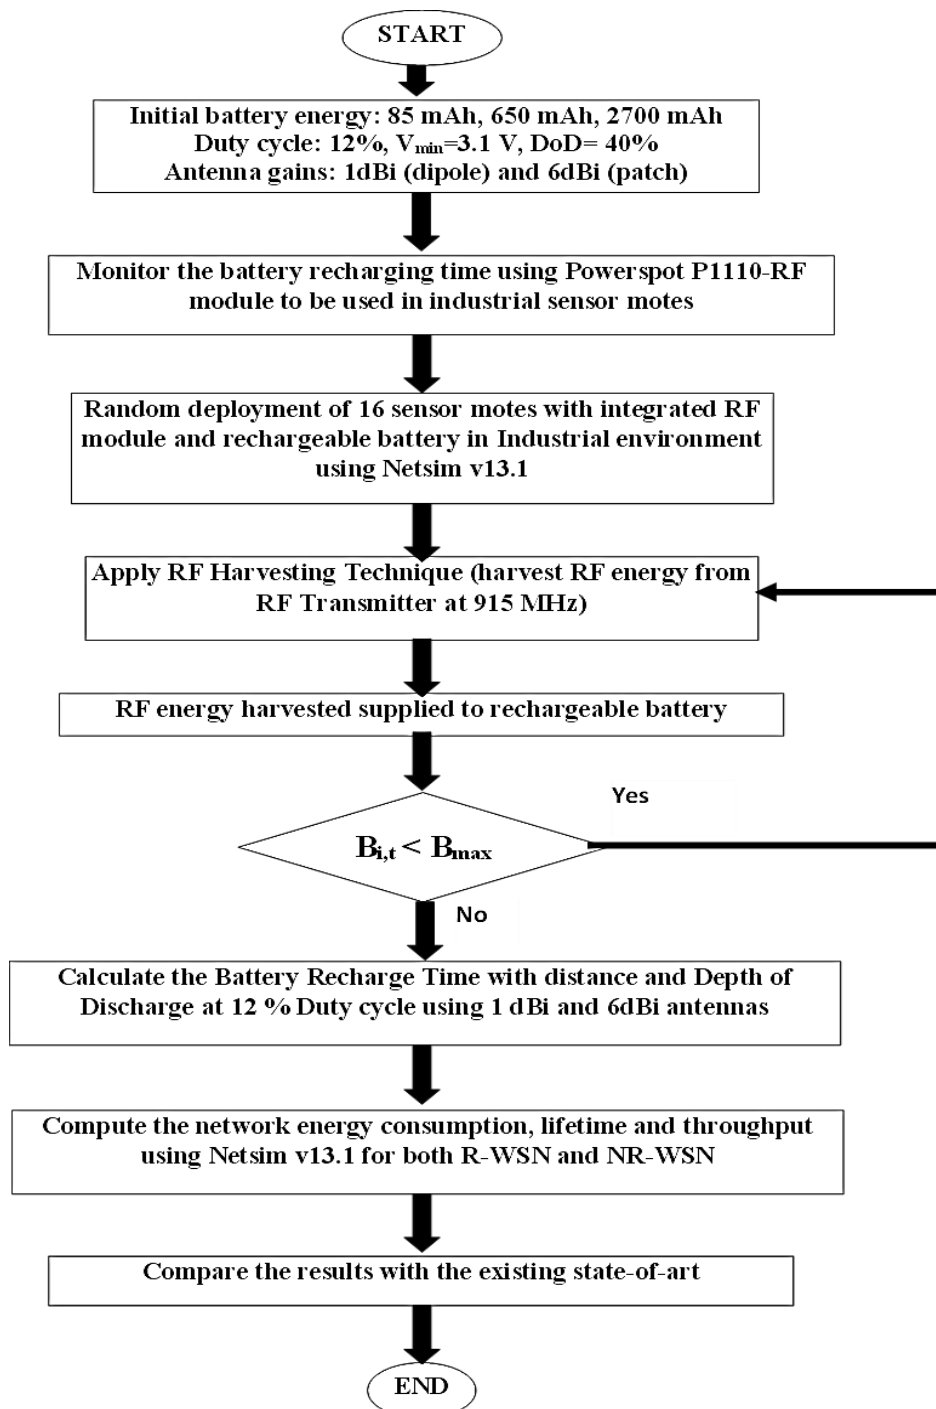 START
Initial battery energy: 85 mAh, 650 mAh, 2700 mAh
Duty cycle: 12%, Vmin=3.1 V, DoD= 40%
Antenna gains: 1dBi (dipole) and 6dBi (patch)
Monitor the battery recharging time using Powerspot P1110-RF
module to be used in industrial sensor motes
Random deployment of 16 sensor motes with integrated RF
module and rechargeable battery in Industrial environment
using Netsim v13.1
Apply RF Harvesting Technique (harvest RF energy from
RF Transmitter at 915 MHz)
RF energy harvested supplied to rechargeable battery
Yes
Bi,t < Bmax
No
Calculate the Battery Recharge Time with distance and Depth of
Discharge at 12 % Duty cycle using 1 dBi and 6dBi antennas
Compute the network energy consumption, lifetime and throughput
using Netsim v13.1 for both R-WSN and NR-WSN
Compare the results with the existing state-of-art
END